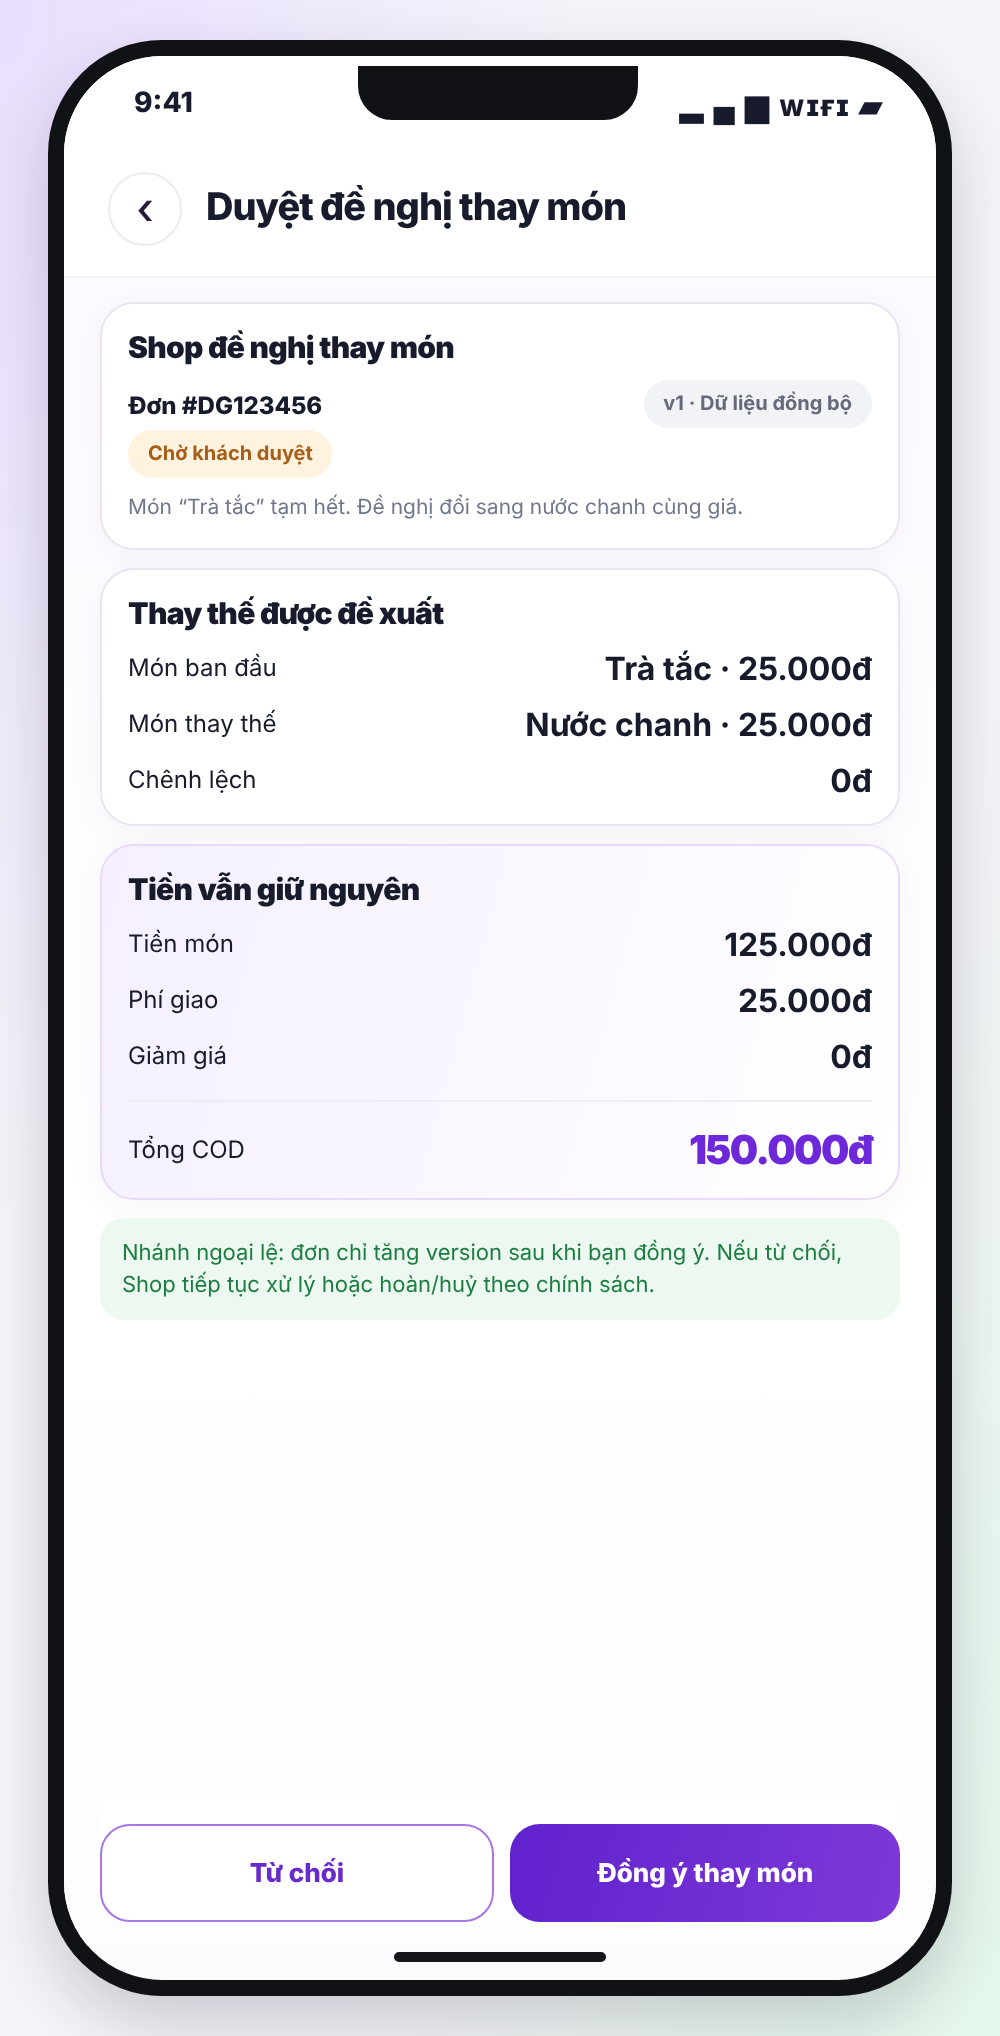 9:41
WIFI
Duyệt đề nghị thay món
Shop đề nghị thay món
Đơn #DG123456
v1 · Dữ liệu đồng bộ
Chờ khách duyệt
Món “Trà tắc” tạm hết. Đề nghị đổi sang nước chanh cùng giá.
Thay thế được đề xuất
Món ban đầu Trà tắc · 25.000đ
Món thay thế Nước chanh · 25.000đ
Chênh lệch 0đ
Tiền vẫn giữ nguyên
Tiền món 125.000đ
Phí giao 25.000đ
Giảm giá 0đ
Tổng COD 150.000đ
Nhánh ngoại lệ: đơn chỉ tăng version sau khi bạn đồng ý. Nếu từ chối,
Shop tiếp tục xử lý hoặc hoàn/huỷ theo chính sách.
Từ chối
Đồng ý thay món